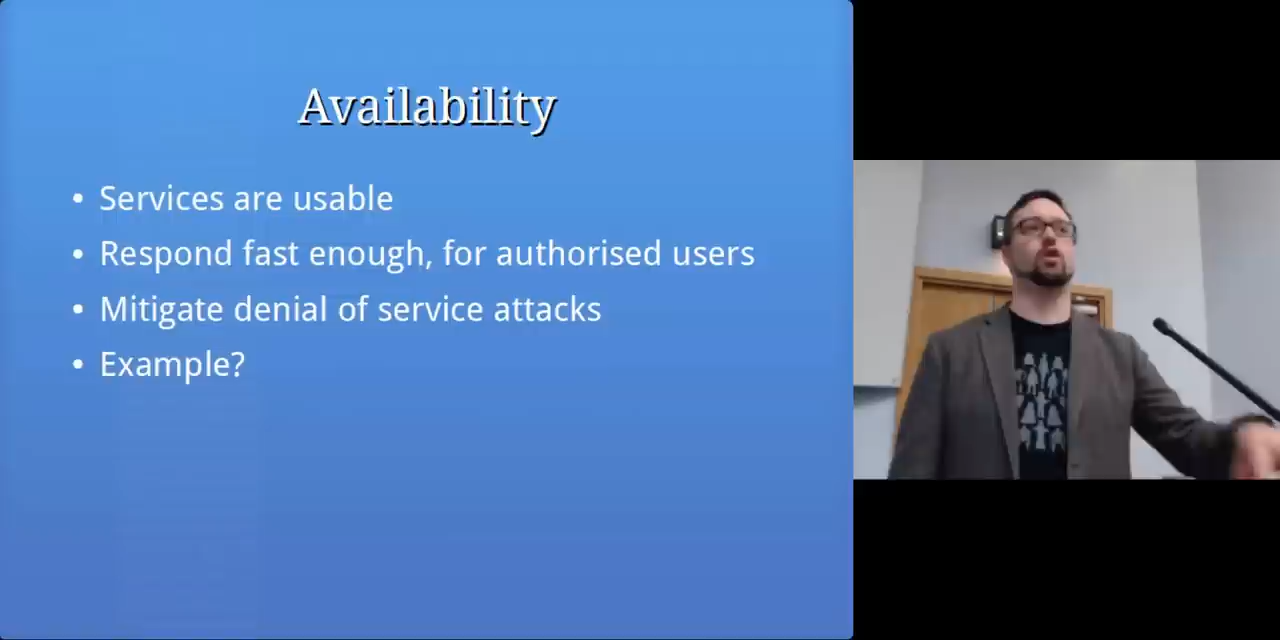 Availability
• Services are usable
• Respond fast enough, for authorised users
• Mitigate denial of service attacks
• Example?